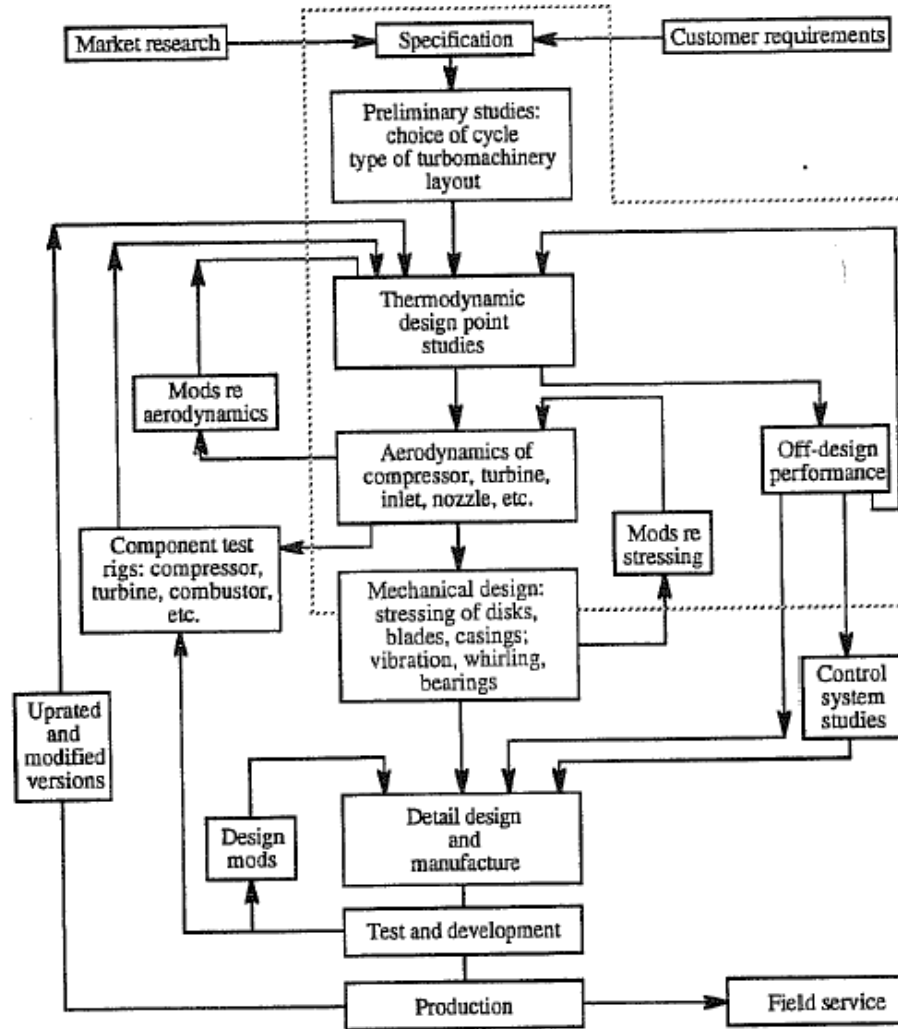 Market research
Specification
Customer requirements
Preliminary studies:
choice of cycle
type of turbomachinery
layout
Thermodynamic
design point
studies
Mods re
aerodynamics
Aerodynamics of
compressor, turbine,
inlet, nozzle, etc.
Off-design
performance
Mods re
stressing
Component test
rigs: compressor,
turbine, combustor,
etc.
Mechanical design:
stressing of disks,
blades, casings;
vibration, whirling,
bearings
Control
system
studies
Uprated
and
modified
versions
Design
mods
Detail design
and
manufacture
Test and development
Production
Field service